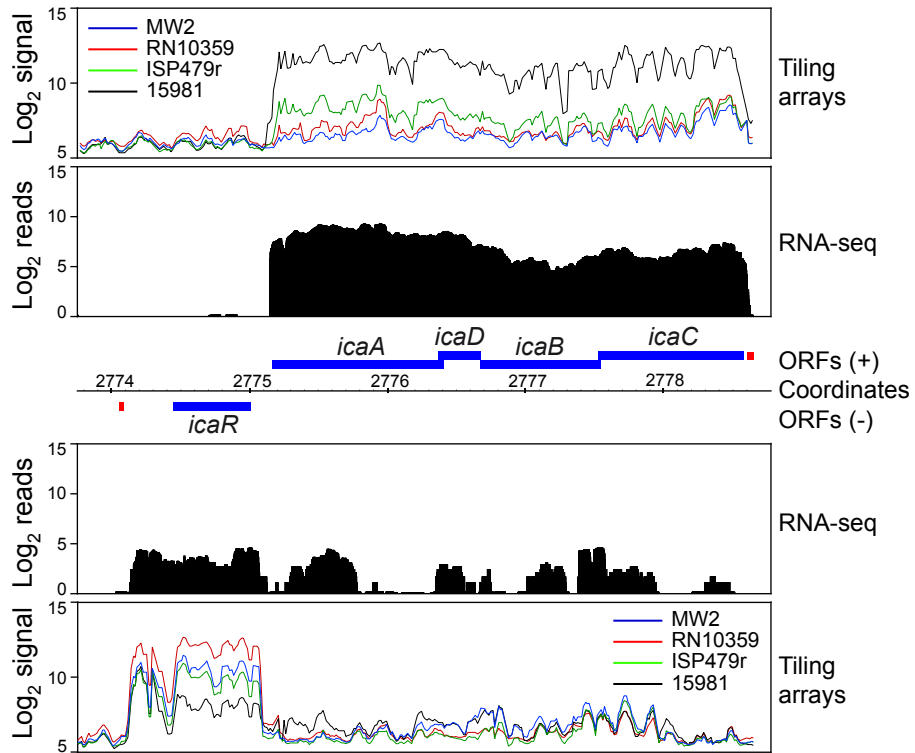 15
10
5
Log2 signal
MW2
RN10359
ISP479r
15981
Tiling
arrays
15
10
5
0
Log2 reads
RNA-seq
icaD
icaA icaB icaC
ORFs (+)
2774 2775 2776 2777 2778
Coordinates
ORFs (-)
icaR
15
10
5
0
Log2 reads
RNA-seq
15
10
5
Log2 signal
MW2
RN10359
ISP479r
15981
Tiling
arrays